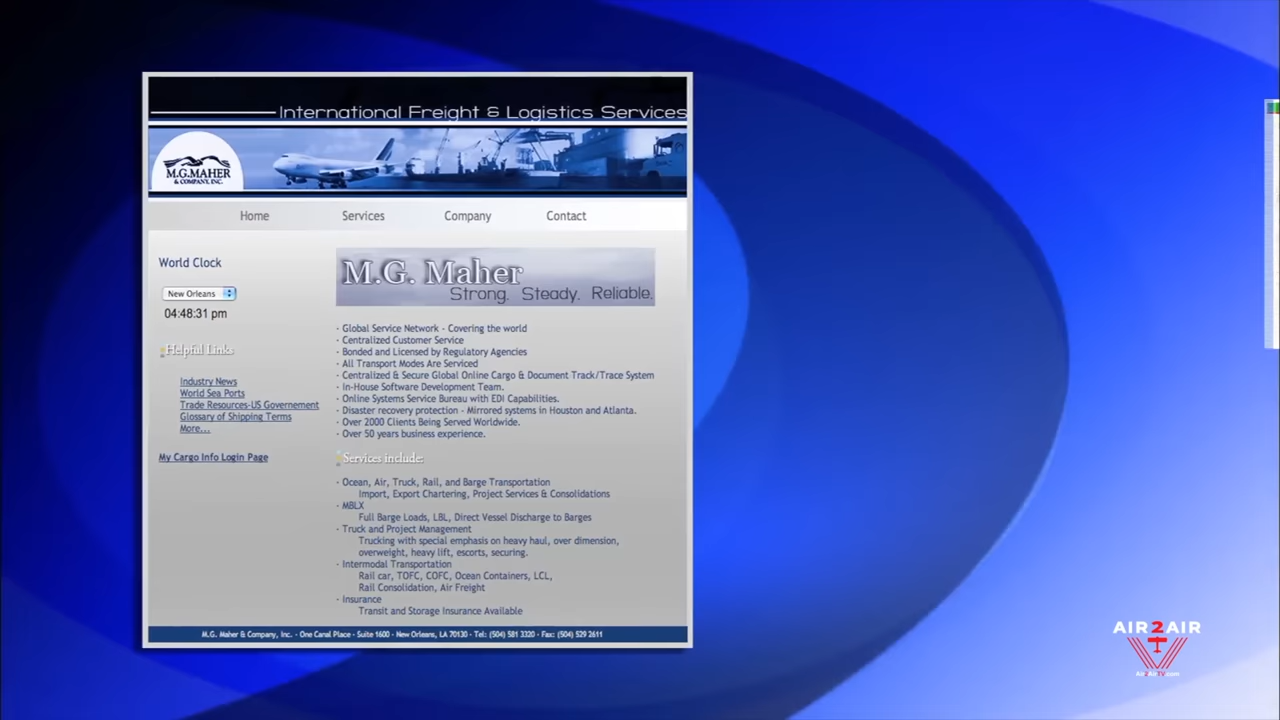 International Freight & Logistics Services
M.G.MAHER
& COMPANY, INC.
Home Services Company Contact
World Clock
New Orleans
04:48:31 pm
Helpful Links
Industry News
World Sea Ports
Trade Resources-US Governement
Glossary of Shipping Terms
More...
My Cargo Info Login Page
M.G. Maher
Strong. Steady. Reliable.
- Global Service Network - Covering the world
- Centralized Customer Service
- Bonded and Licensed by Regulatory Agencies
- All Transport Modes Are Serviced
- Centralized & Secure Global Online Cargo & Document Track/Trace System
- In-House Software Development Team.
- Online Systems Service Bureau with EDI Capabilities.
- Disaster recovery protection - Mirrored systems in Houston and Atlanta.
- Over 2000 Clients Being Served Worldwide.
- Over 50 years business experience.
Services include:
- Ocean, Air, Truck, Rail, and Barge Transportation
Import, Export Chartering, Project Services & Consolidations
- MBLX
Full Barge Loads, LBL, Direct Vessel Discharge to Barges
- Truck and Project Management
Trucking with special emphasis on heavy haul, over dimension,
overweight, heavy lift, escorts, securing.
- Intermodal Transportation
Rail car, TOFC, COFC, Ocean Containers, LCL,
Rail Consolidation, Air Freight
- Insurance
Transit and Storage Insurance Available
M.G. Maher & Company, Inc. - One Canal Place - Suite 1600 - New Orleans, LA 70130 - Tel: (504) 581 3320 - Fax: (504) 529 2611
AIR2AIR
Air2AirTV.com